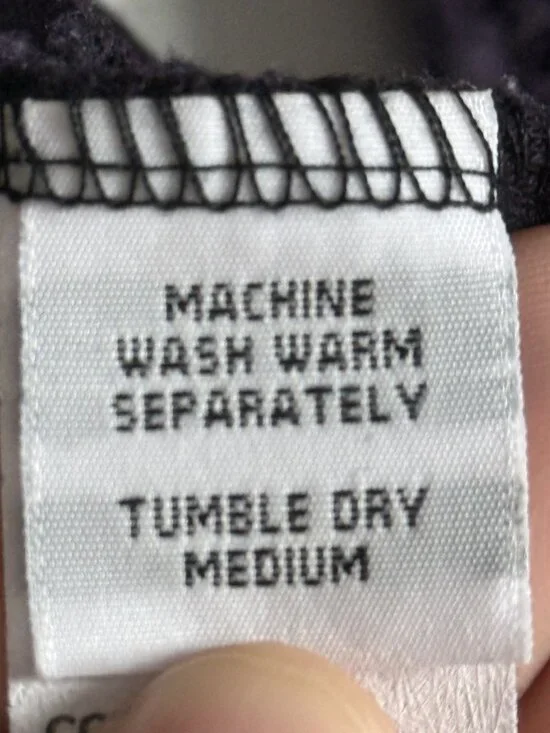 MACHINE
WASH WARM
SEPARATELY
TUMBLE DRY
MEDIUM